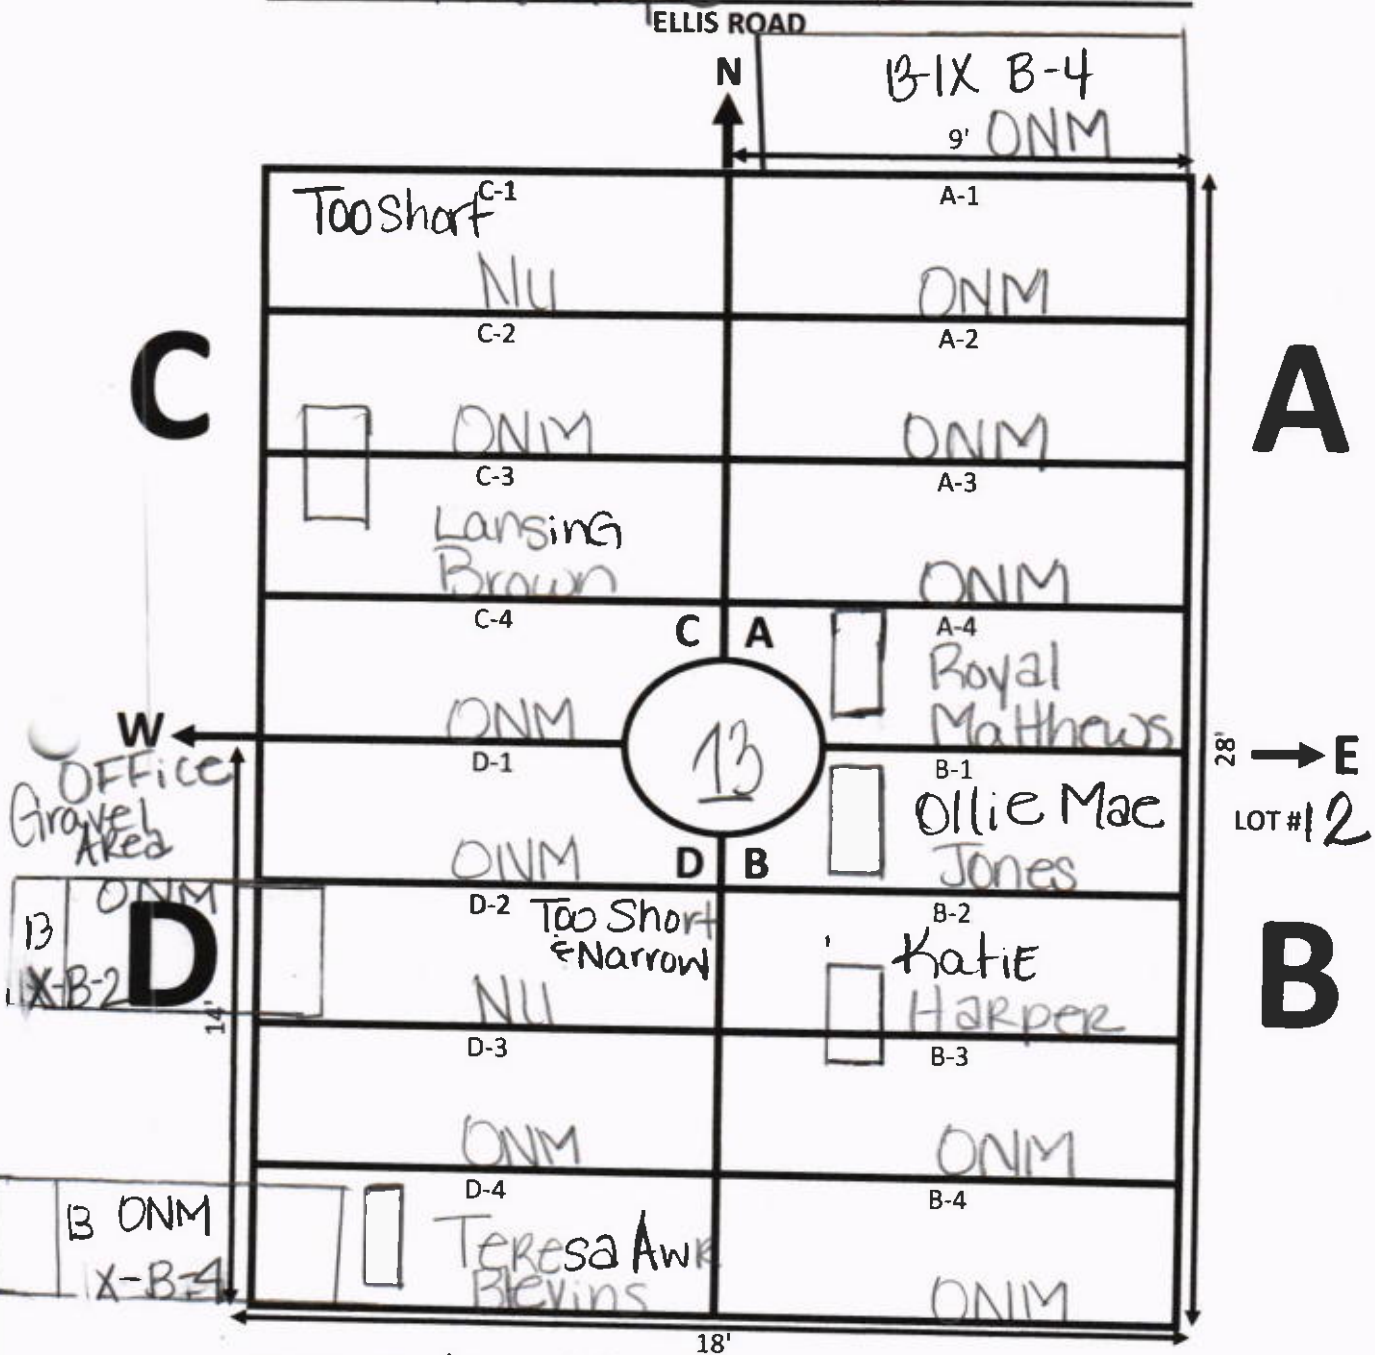 ELLIS ROAD
N
B-IX B-4
9' ONM
C-1
Too Short
NU
A-1
ONM
C
C-2
ONM
A-2
ONM
A
C-3
Lansing
Brown
A-3
ONM
C-4
ONM
C A
A-4
Royal
Matthews
W
13
28'
E
LOT #12
OFFice
Gravel
Area
D-1
ONM
D B
B-1
Ollie Mae
Jones
ONM
13
X-B-2
D
14'
D-2 Too Short
& Narrow
NU
B-2
Katie
Harper
B
D-3
ONM
B-3
ONM
13 ONM
X-B-4
D-4
Teresa
Blevins
B-4
ONM
18'